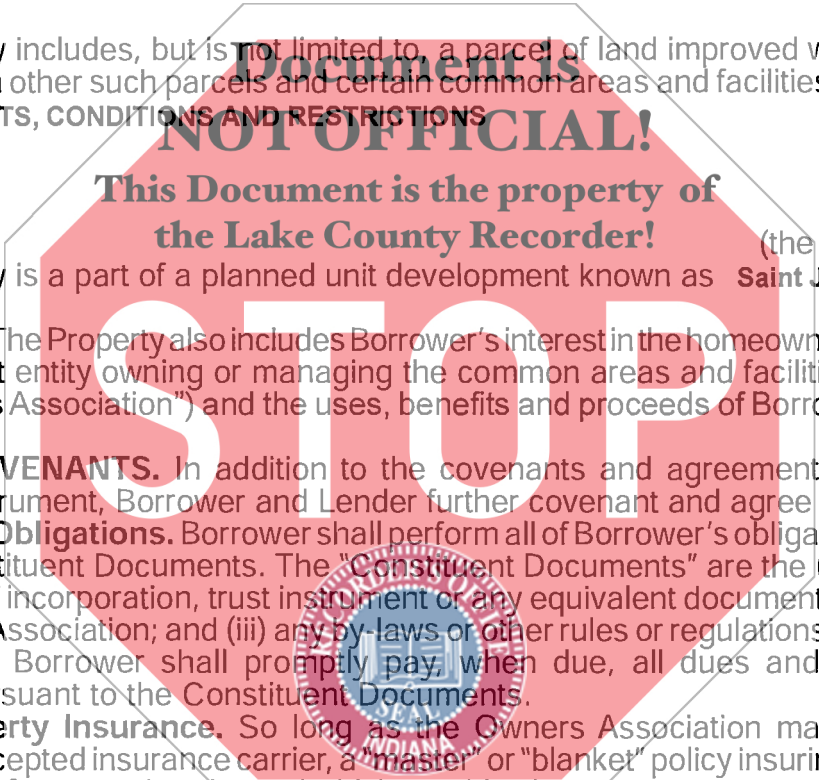 includes, but is not limited to, a parcel of land improved
Document is
other such parcels and certain common areas and facilities
TS, CONDITIONS AND RESTRICTIONS
NOT OFFICIAL!
This Document is the property of
the Lake County Recorder!
(the
is a part of a planned unit development known as Saint J
The Property also includes Borrower's interest in the homeown
entity owning or managing the common areas and faciliti
Association") and the uses, benefits and proceeds of Borro
STOP
VENANTS. In addition to the covenants and agreement
rument, Borrower and Lender further covenant and agree
Obligations. Borrower shall perform all of Borrower's obliga
tituent Documents. The "Constituent Documents" are the
incorporation, trust instrument or any equivalent document
Association; and (iii) any by-laws or other rules or regulations
Borrower shall promptly pay, when due, all dues and
suant to the Constituent Documents.
erty Insurance. So long as the Owners Association ma
cepted insurance carrier, a "master" or "blanket" policy insurin
SEAL
INDIANA